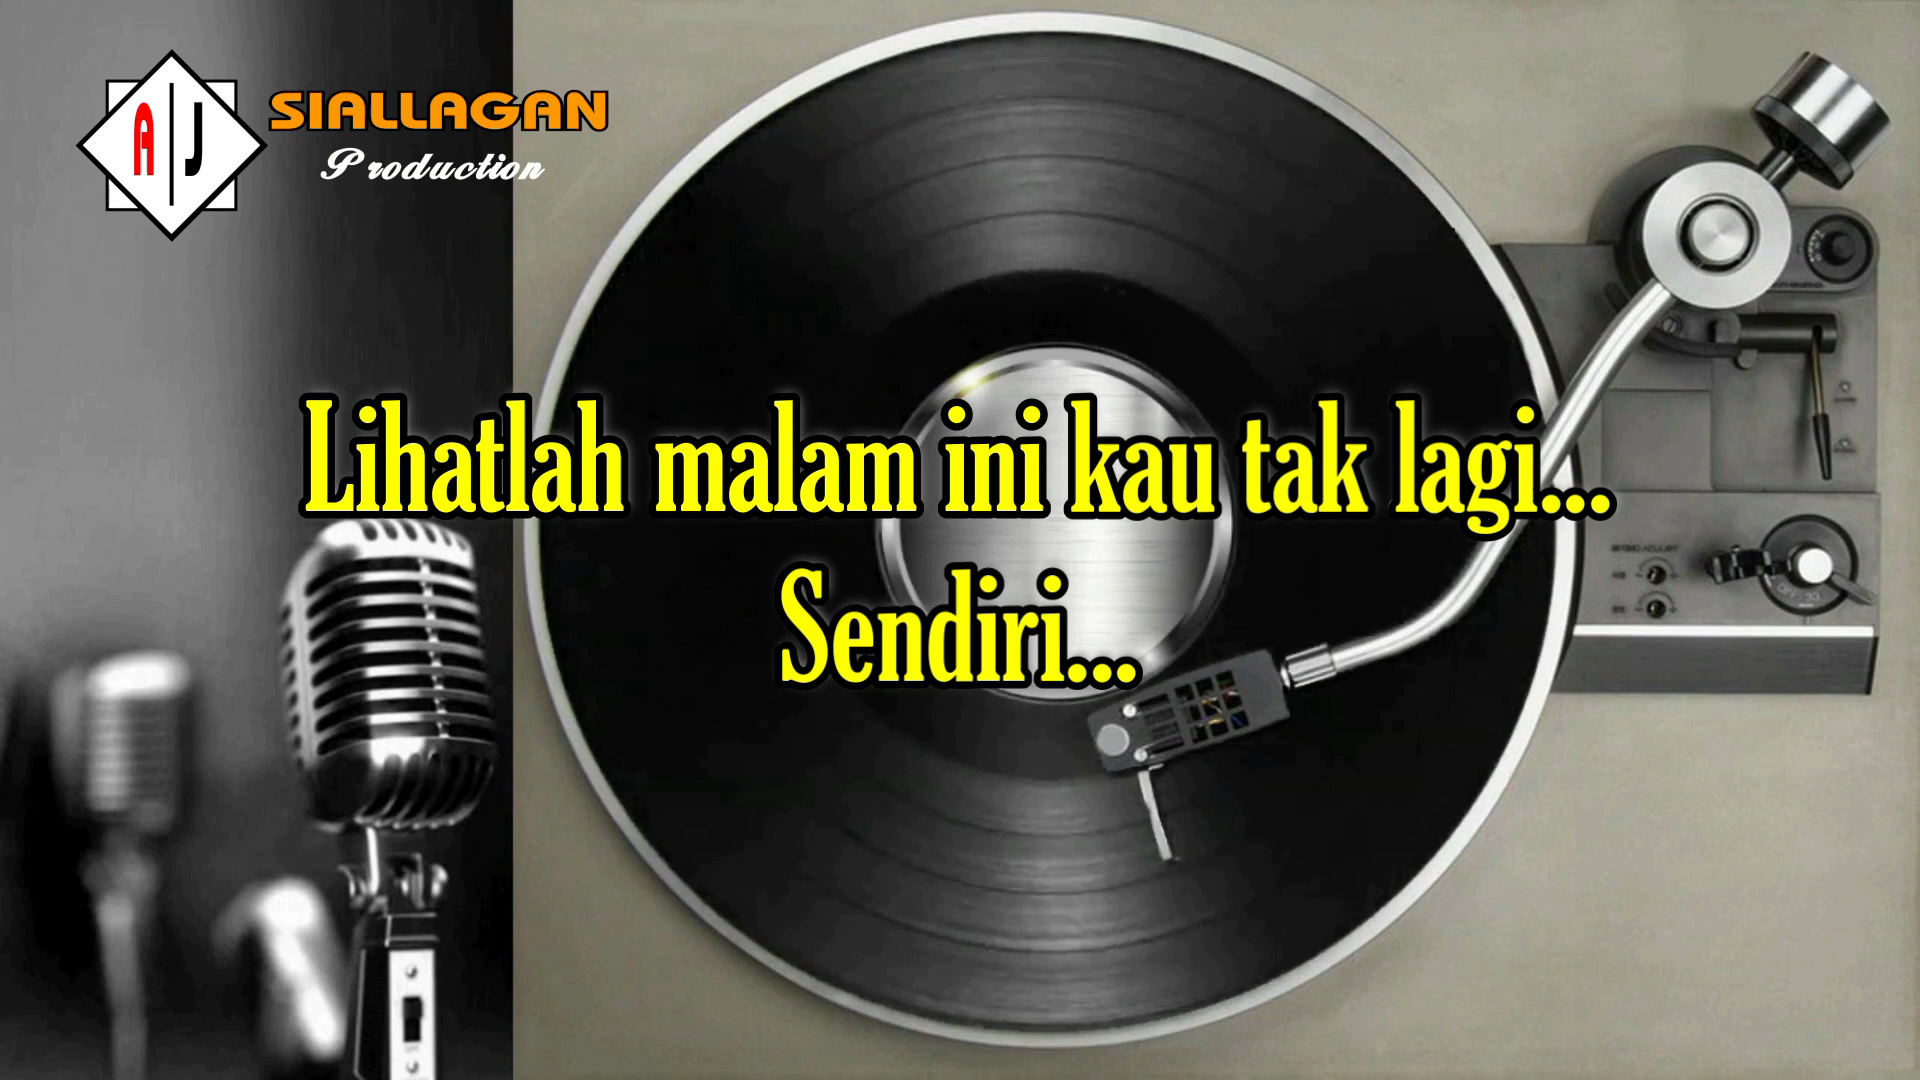 A J
SIALLAGAN
Production
Lihatlah malam ini kau tak lagi...
Sendiri...